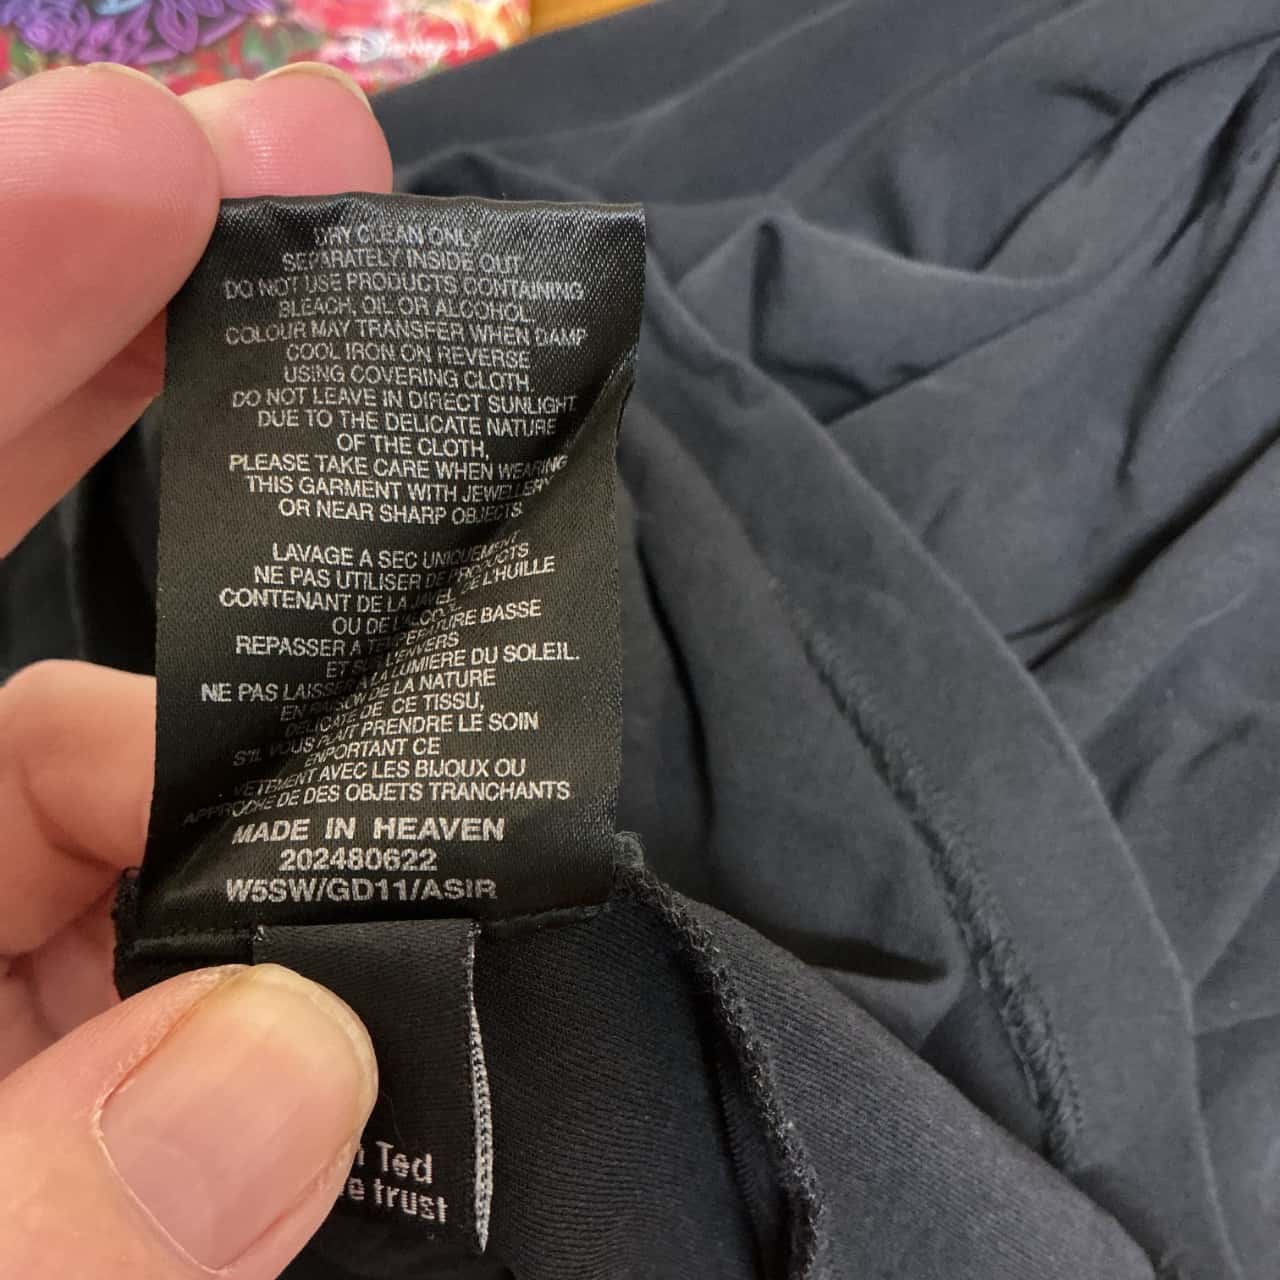 Disney
DRY CLEAN ONLY
SEPARATELY INSIDE OUT
DO NOT USE PRODUCTS CONTAINING
BLEACH, OIL OR ALCOHOL.
COLOUR MAY TRANSFER WHEN DAMP
COOL IRON ON REVERSE
USING COVERING CLOTH.
DO NOT LEAVE IN DIRECT SUNLIGHT.
DUE TO THE DELICATE NATURE
OF THE CLOTH,
PLEASE TAKE CARE WHEN WEARING
THIS GARMENT WITH JEWELLERY
OR NEAR SHARP OBJECTS.
LAVAGE A SEC UNIQUEMENT
NE PAS UTILISER DE PRODUCTS
CONTENANT DE LA JAVEL DE L'HUILLE
OU DE L'ALCOOL
REPASSER A TEMPERATURE BASSE
ET SUR L'ENVERS
NE PAS LAISSER A LA LUMIERE DU SOLEIL.
EN RAISON DE LA NATURE
DELICATE DE CE TISSU,
S'IL VOUS PLAIT PRENDRE LE SOIN
ENPORTANT CE
VETEMENT AVEC LES BIJOUX OU
APPROCHE DE DES OBJETS TRANCHANTS
MADE IN HEAVEN
202480622
W5SW/GD11/ASIR
Ted
trust